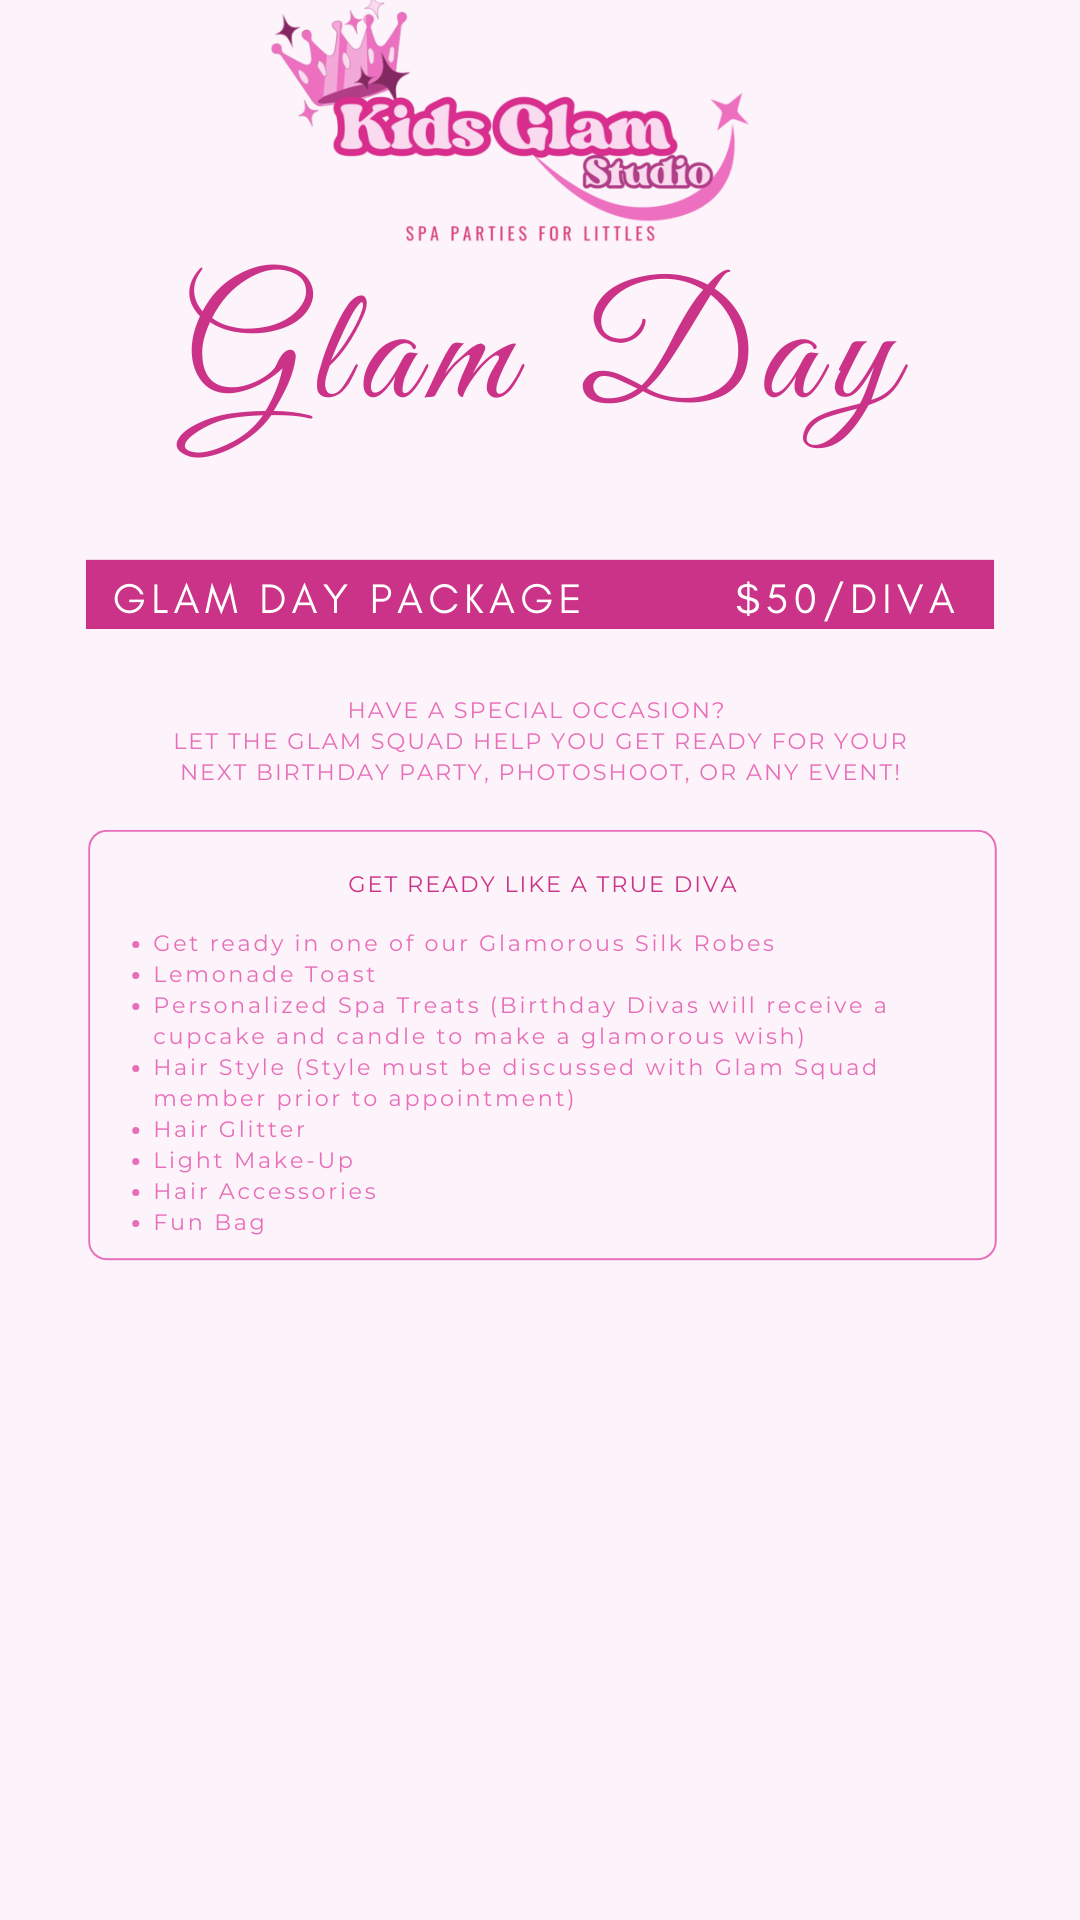 Kids Glam
Studio
SPA PARTIES FOR LITTLES
Glam Day
GLAM DAY PACKAGE $50/DIVA
HAVE A SPECIAL OCCASION?
LET THE GLAM SQUAD HELP YOU GET READY FOR YOUR
NEXT BIRTHDAY PARTY, PHOTOSHOOT, OR ANY EVENT!
GET READY LIKE A TRUE DIVA
• Get ready in one of our Glamorous Silk Robes
• Lemonade Toast
• Personalized Spa Treats (Birthday Divas will receive a
cupcake and candle to make a glamorous wish)
• Hair Style (Style must be discussed with Glam Squad
member prior to appointment)
• Hair Glitter
• Light Make-Up
• Hair Accessories
• Fun Bag